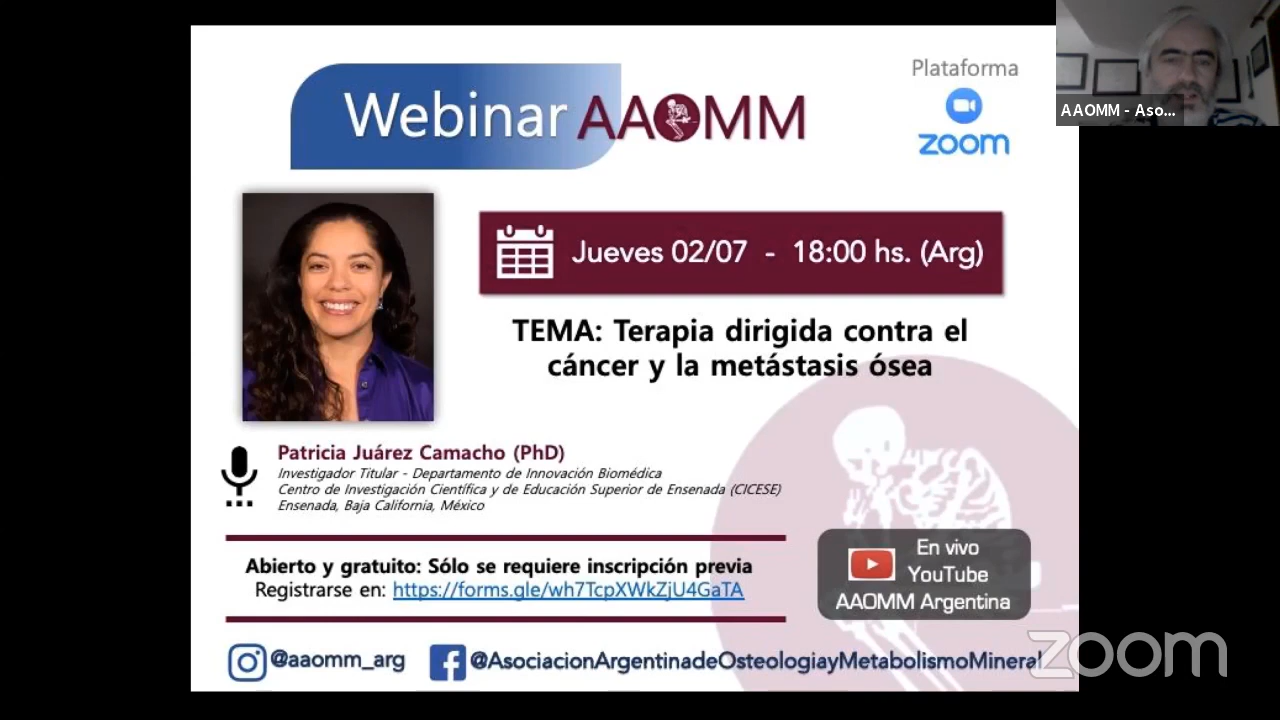 Webinar AAOMM
Plataforma
zoom
AAOMM - Aso...
Jueves 02/07 - 18:00 hs. (Arg)
TEMA: Terapia dirigida contra el
cáncer y la metástasis ósea
Patricia Juárez Camacho (PhD)
Investigador Titular - Departamento de Innovación Biomédica
Centro de Investigación Científica y de Educación Superior de Ensenada (CICESE)
Ensenada, Baja California, México
Abierto y gratuito: Sólo se requiere inscripción previa
Registrarse en: https://forms.gle/wh7TcpXWkZjU4GaTA
En vivo
YouTube
AAOMM Argentina
@aaomm_arg
@AsociacionArgentinadeOsteologiayMetabolismoMineral
zoom